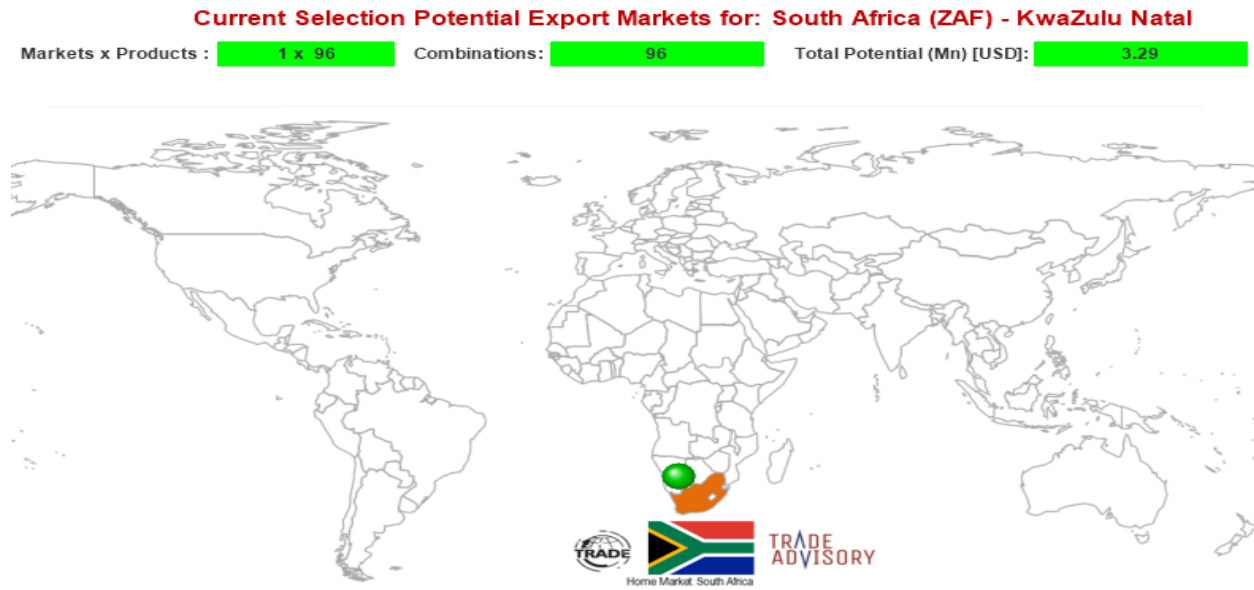 Current Selection Potential Export Markets for: South Africa (ZAF) - KwaZulu Natal
Markets x Products : 1 x 96 Combinations: 96 Total Potential (Mn) [USD]: 3.29
TRADE
TRADE
ADVISORY
Home Market: South Africa